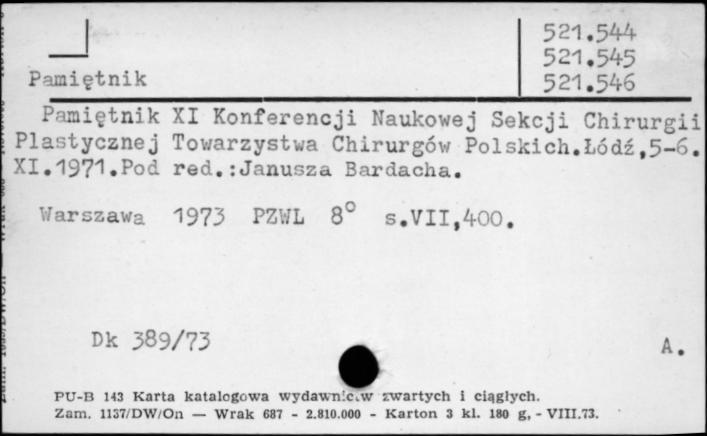 521.544
521.545
521.546
Pamiętnik
Pamiętnik XI Konferencji Naukowej Sekcji Chirurgii
Plastycznej Towarzystwa Chirurgów Polskich.Łódź,5-6.
XI.1971.Pod red.:Janusza Bardacha.
Warszawa 1973 PZWL 8° s.VII,400.
Dk 389/73
A.
PU-B 143 Karta katalogowa wydawnictw zwartych i ciągłych.
Zam. 1137/DW/On — Wrak 687 - 2.810.000 - Karton 3 kl. 180 g, - VIII.73.